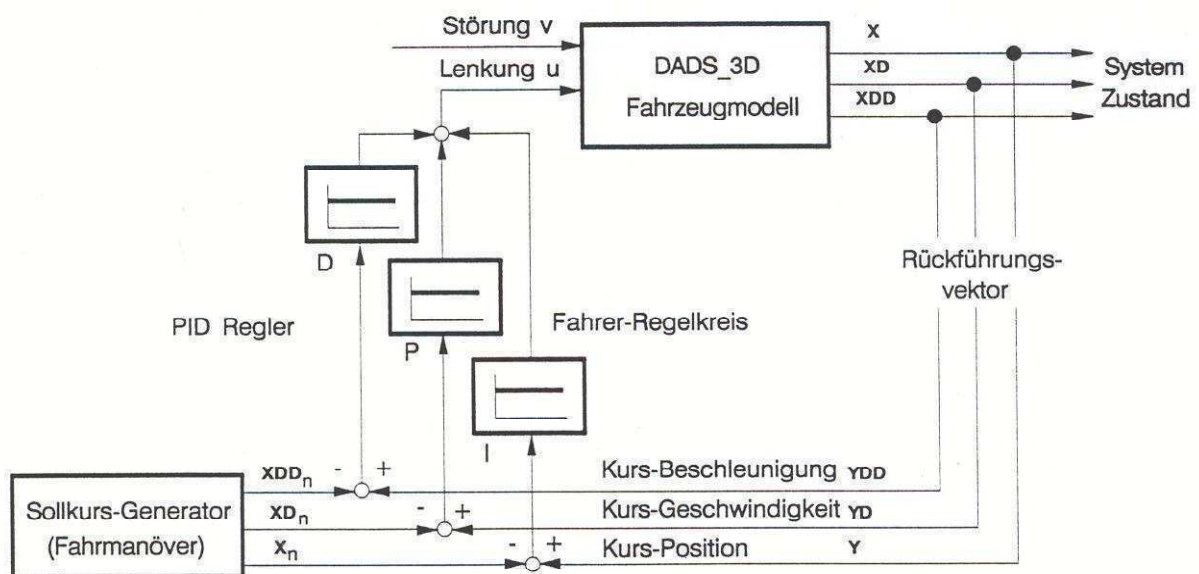 Störung v
Lenkung u
DADS_3D
Fahrzeugmodell
X
XD
XDD
System
Zustand
D
P
I
PID Regler
Fahrer-Regelkreis
Rückführungs-
vektor
Sollkurs-Generator
(Fahrmanöver)
XDDn
- +
Kurs-Beschleunigung YDD
XDn
- +
Kurs-Geschwindigkeit YD
Xn
- +
Kurs-Position Y